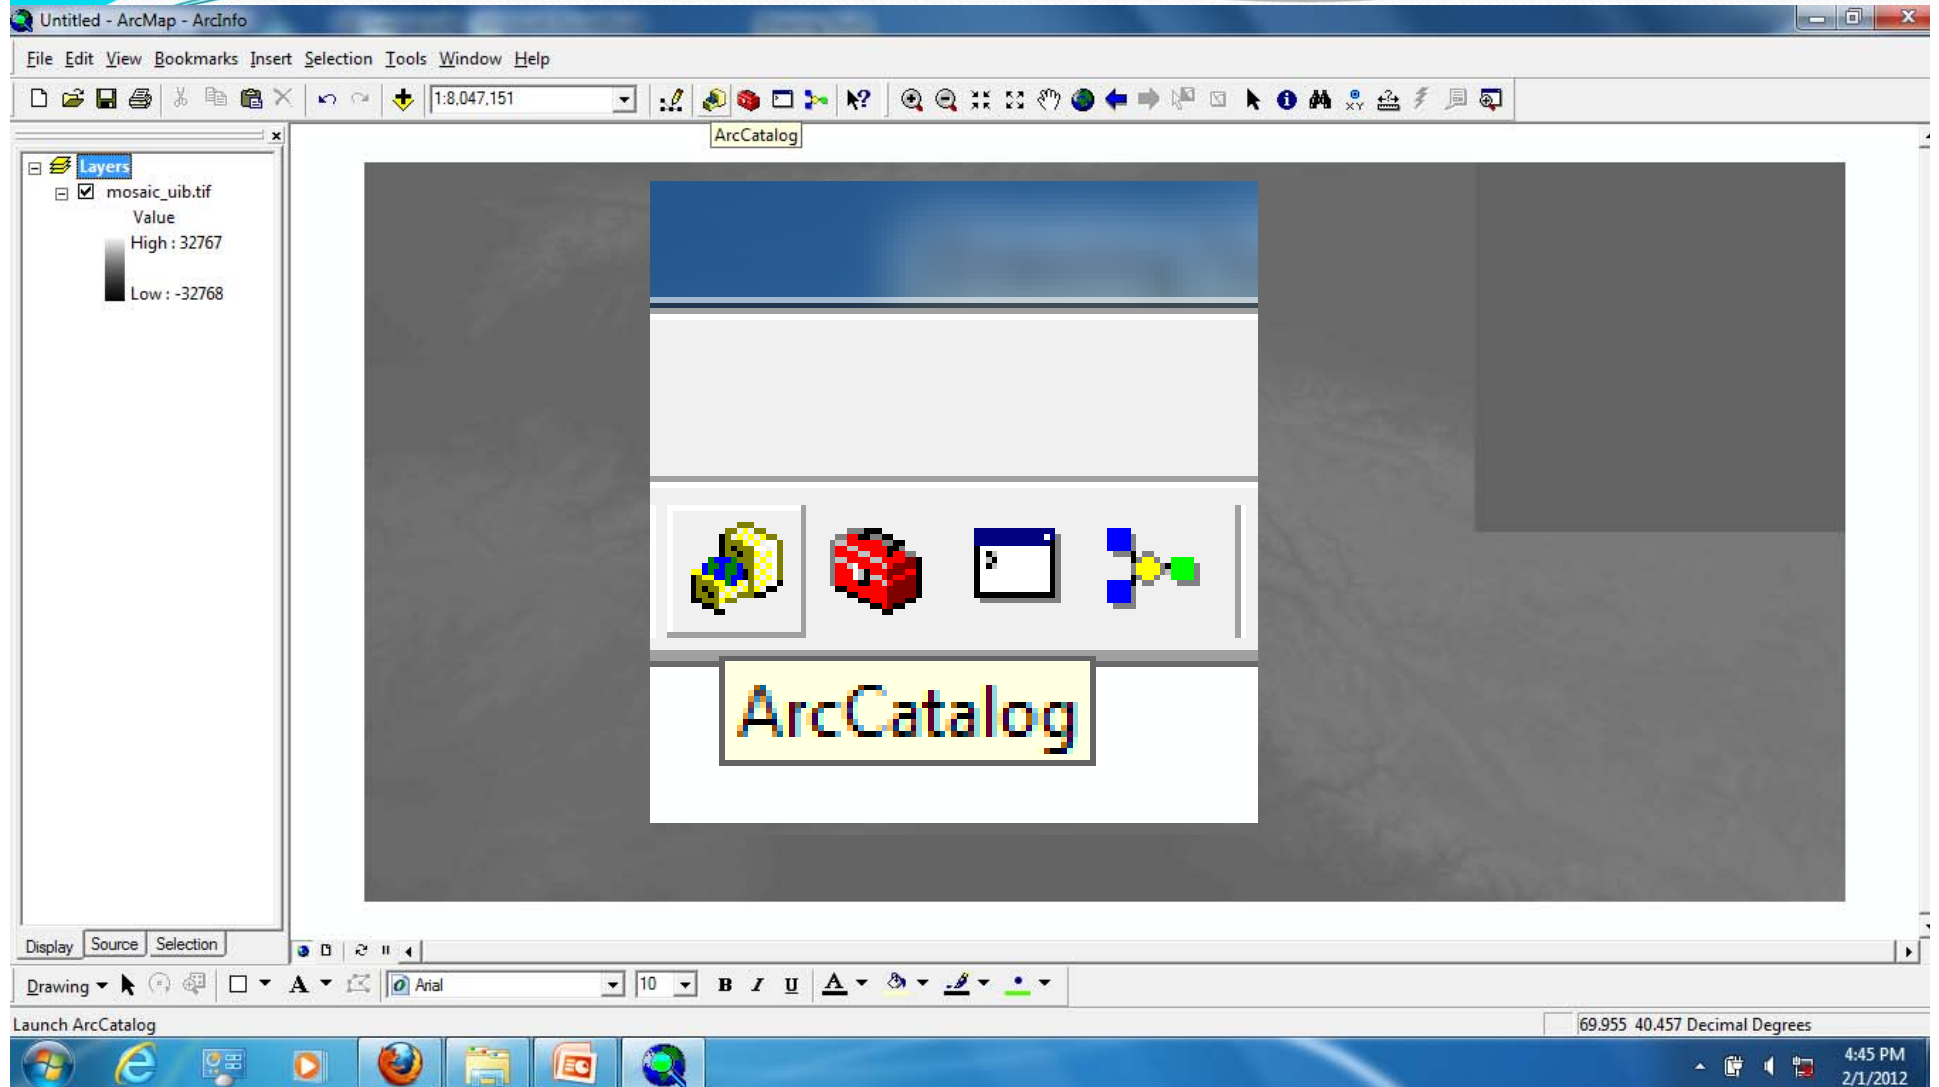 Untitled - ArcMap - ArcInfo
File Edit View Bookmarks Insert Selection Tools Window Help
1:8,047,151
ArcCatalog
Layers
mosaic_uib.tif
Value
High : 32767
Low : -32768
ArcCatalog
Display Source Selection
Drawing A Arial 10 B I U A
Launch ArcCatalog
69.955 40.457 Decimal Degrees
4:45 PM
2/1/2012